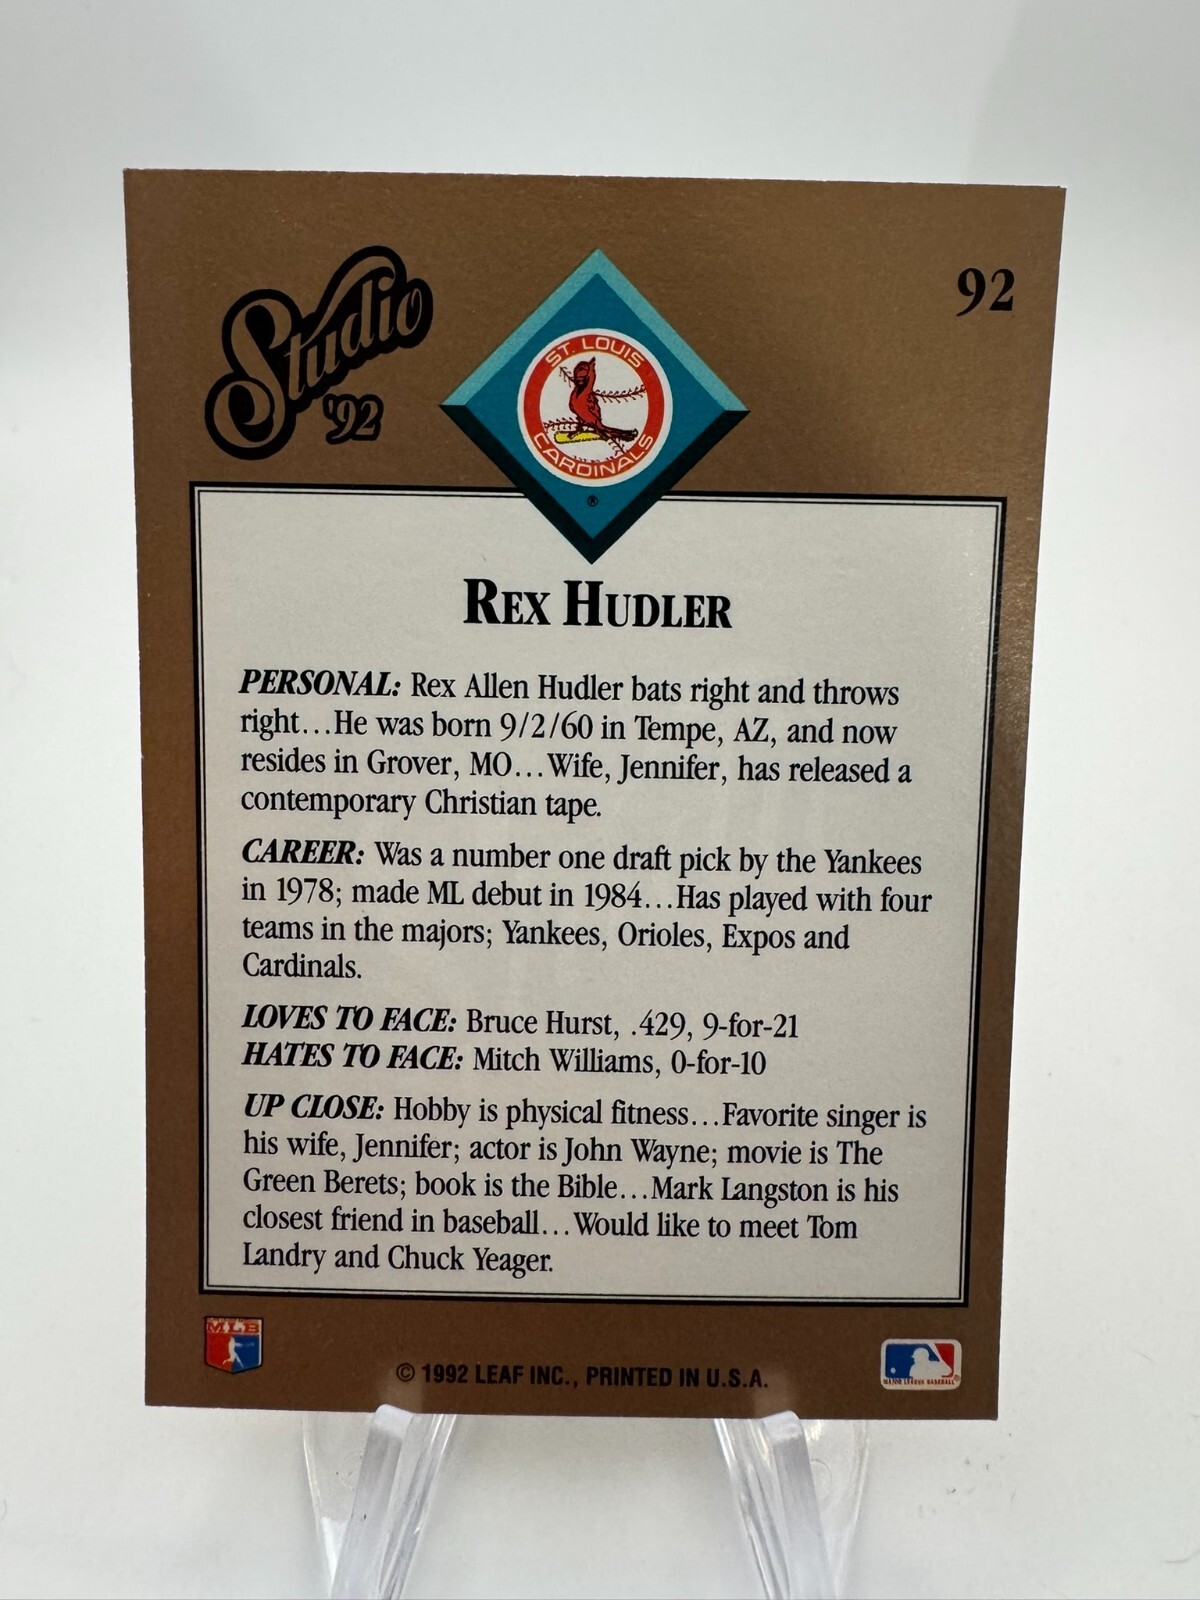 Studio
'92
92
ST. LOUIS
CARDINALS
®
REX HUDLER
PERSONAL: Rex Allen Hudler bats right and throws
right...He was born 9/2/60 in Tempe, AZ, and now
resides in Grover, MO...Wife, Jennifer, has released a
contemporary Christian tape.
CAREER: Was a number one draft pick by the Yankees
in 1978; made ML debut in 1984...Has played with four
teams in the majors; Yankees, Orioles, Expos and
Cardinals.
LOVES TO FACE: Bruce Hurst, .429, 9-for-21
HATES TO FACE: Mitch Williams, 0-for-10
UP CLOSE: Hobby is physical fitness...Favorite singer is
his wife, Jennifer; actor is John Wayne; movie is The
Green Berets; book is the Bible...Mark Langston is his
closest friend in baseball...Would like to meet Tom
Landry and Chuck Yeager.
MLB
© 1992 LEAF INC., PRINTED IN U.S.A.
MAJOR LEAGUE BASEBALL®